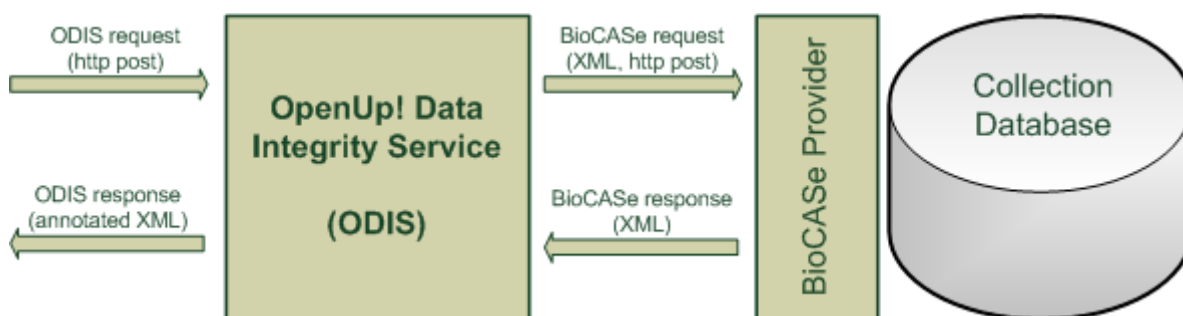 ODIS request
(http post)
OpenUp! Data
Integrity Service
(ODIS)
BioCASe request
(XML, http post)
BioCASe Provider
Collection
Database
ODIS response
(annotated XML)
BioCASe response
(XML)